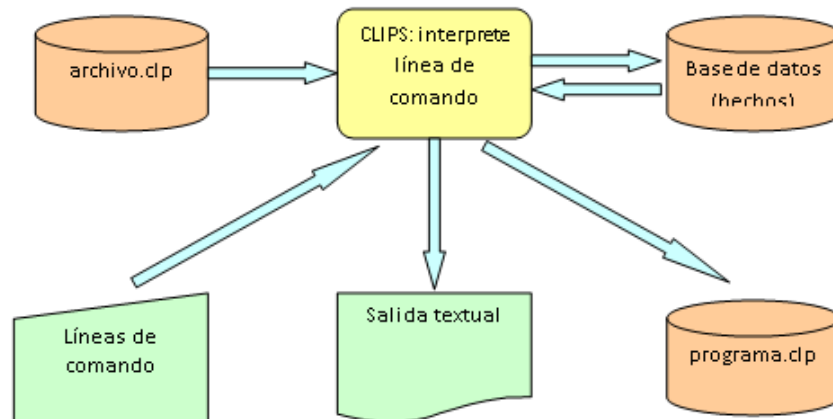 CLIPS: interprete
línea de
comando
archivo.clp
Base de datos
(hechos)
Líneas de
comando
Salida textual
programa.clp